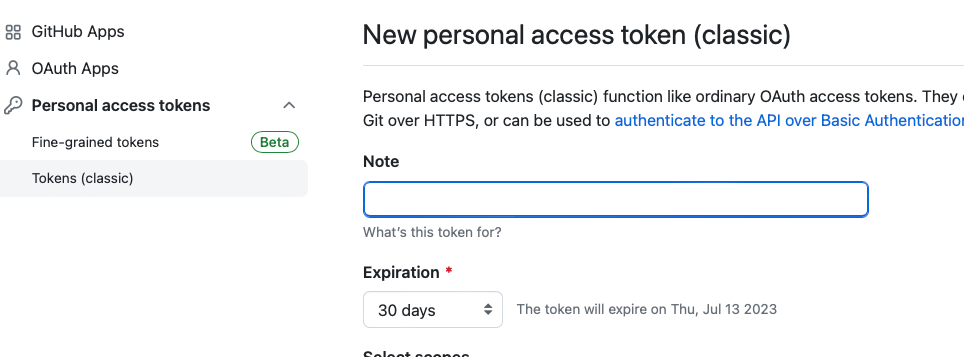 GitHub Apps
OAuth Apps
Personal access tokens
Fine-grained tokens Beta
Tokens (classic)
New personal access token (classic)
Personal access tokens (classic) function like ordinary OAuth access tokens. They
Git over HTTPS, or can be used to authenticate to the API over Basic Authentication
Note
What's this token for?
Expiration *
30 days The token will expire on Thu, Jul 13 2023
Select scopes